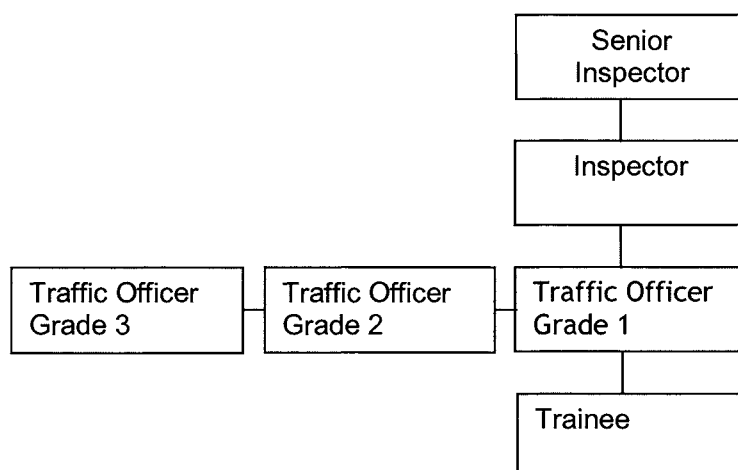 Senior
Inspector
Inspector
Traffic Officer
Grade 3
Traffic Officer
Grade 2
Traffic Officer
Grade 1
Trainee